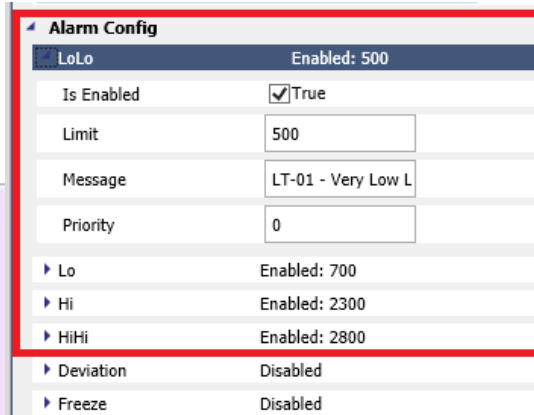 Alarm Config
LoLo Enabled: 500
Is Enabled True
Limit 500
Message LT-01 - Very Low L
Priority 0
Lo Enabled: 700
Hi Enabled: 2300
HiHi Enabled: 2800
Deviation Disabled
Freeze Disabled